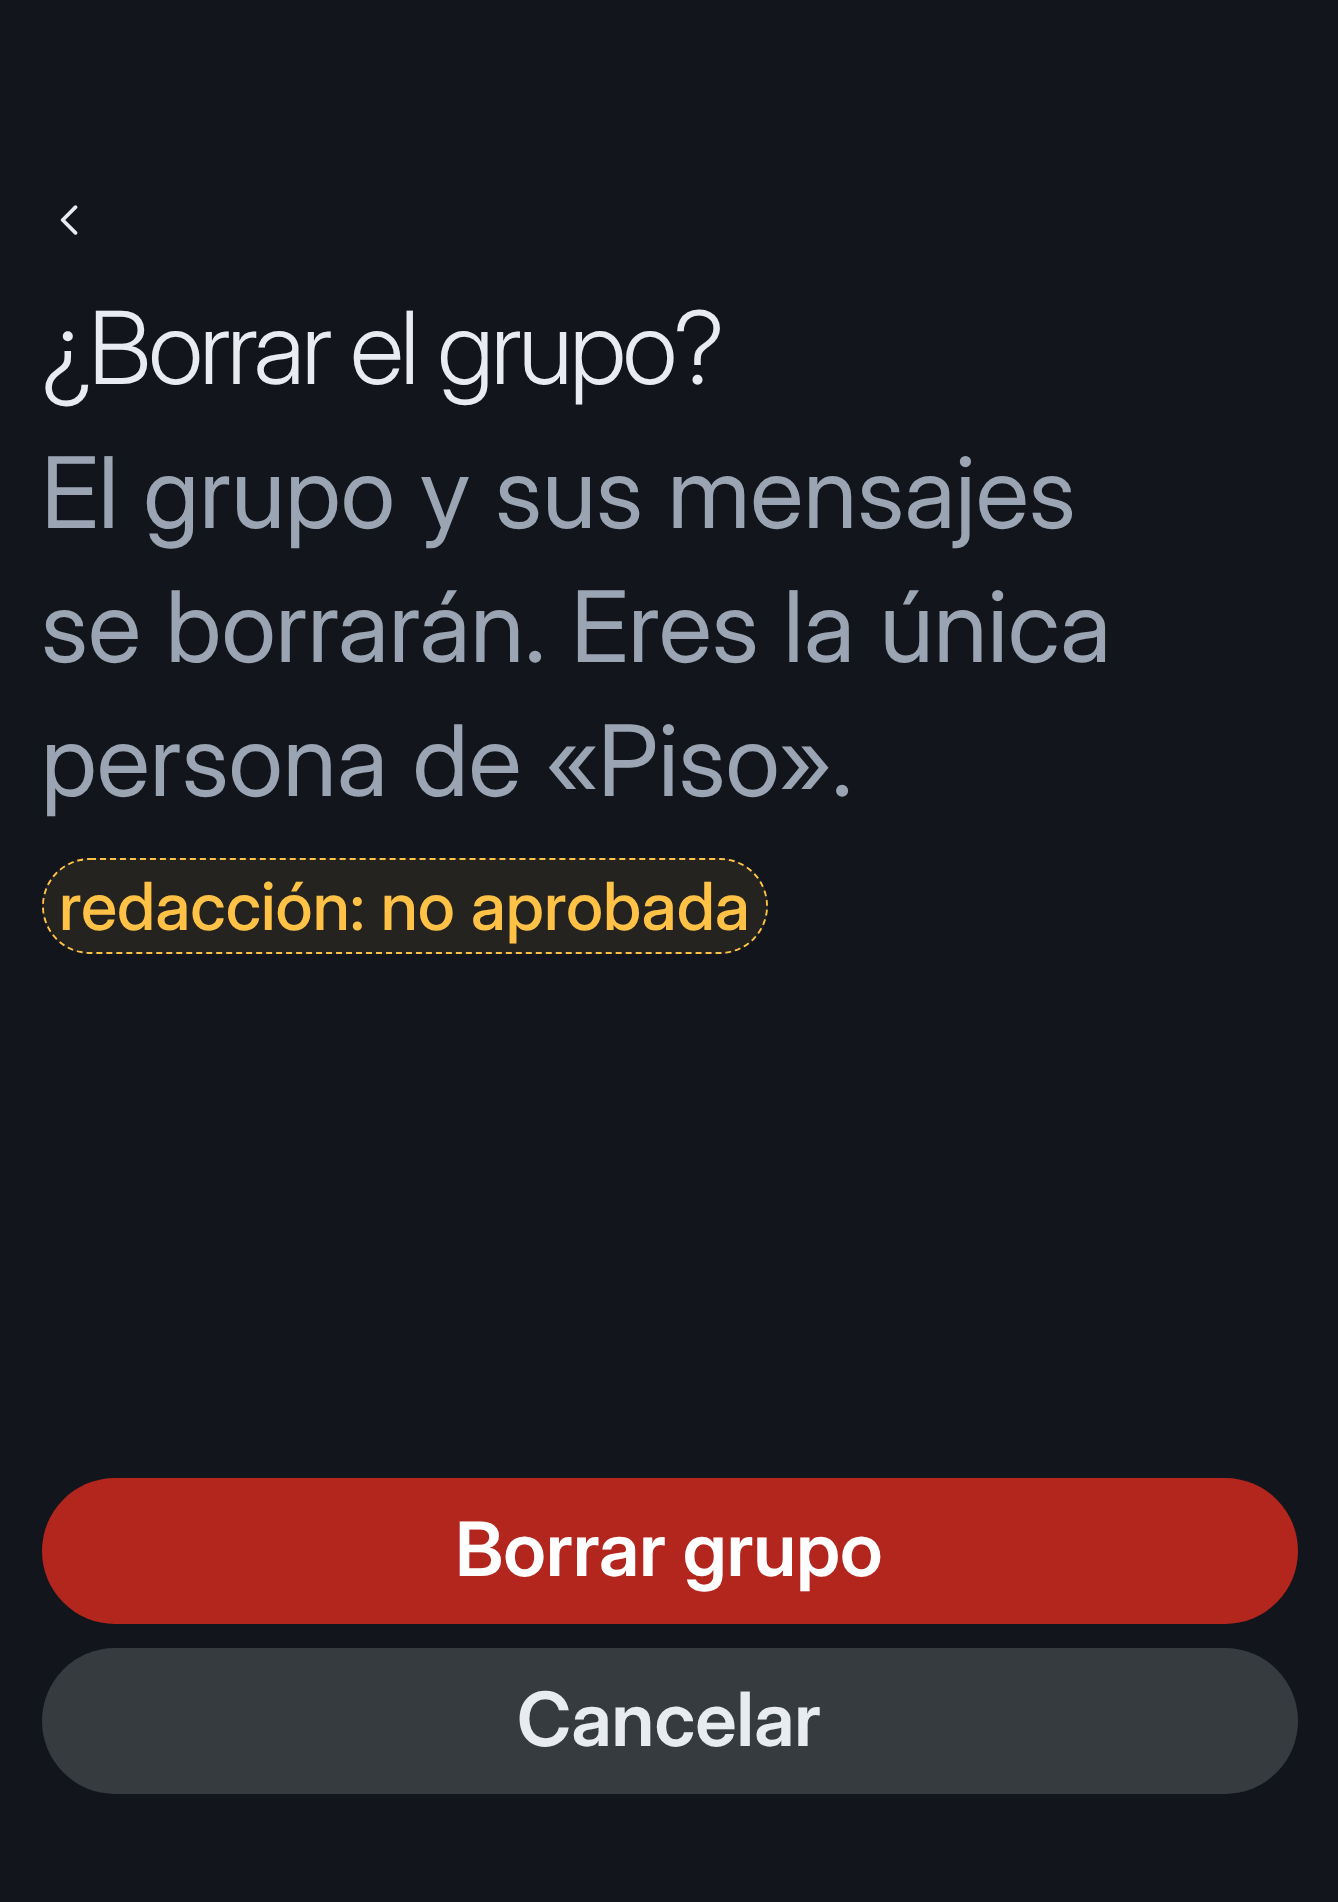 ¿Borrar el grupo?
El grupo y sus mensajes
se borrarán. Eres la única
persona de «Piso».
redacción: no aprobada
Borrar grupo
Cancelar